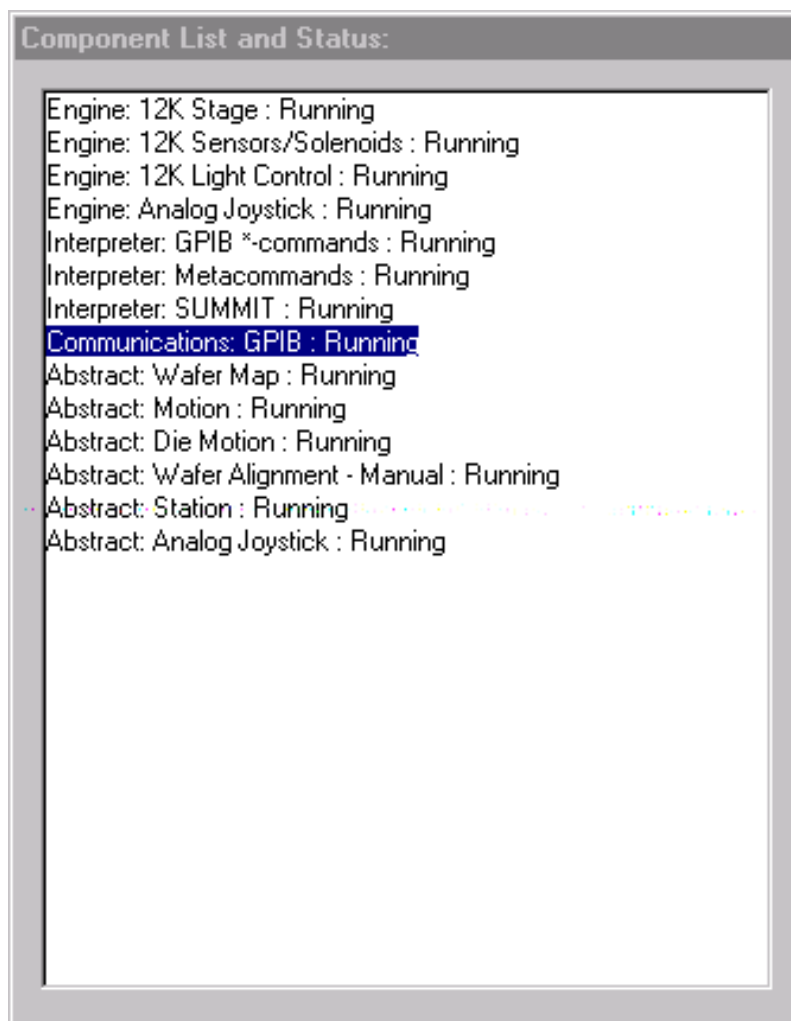 Component List and Status:
Engine: 12K Stage : Running
Engine: 12K Sensors/Solenoids : Running
Engine: 12K Light Control : Running
Engine: Analog Joystick : Running
Interpreter: GPIB *-commands : Running
Interpreter: Metacommands : Running
Interpreter: SUMMIT : Running
Communications: GPIB : Running
Abstract: Wafer Map : Running
Abstract: Motion : Running
Abstract: Die Motion : Running
Abstract: Wafer Alignment - Manual : Running
Abstract: Station : Running
Abstract: Analog Joystick : Running